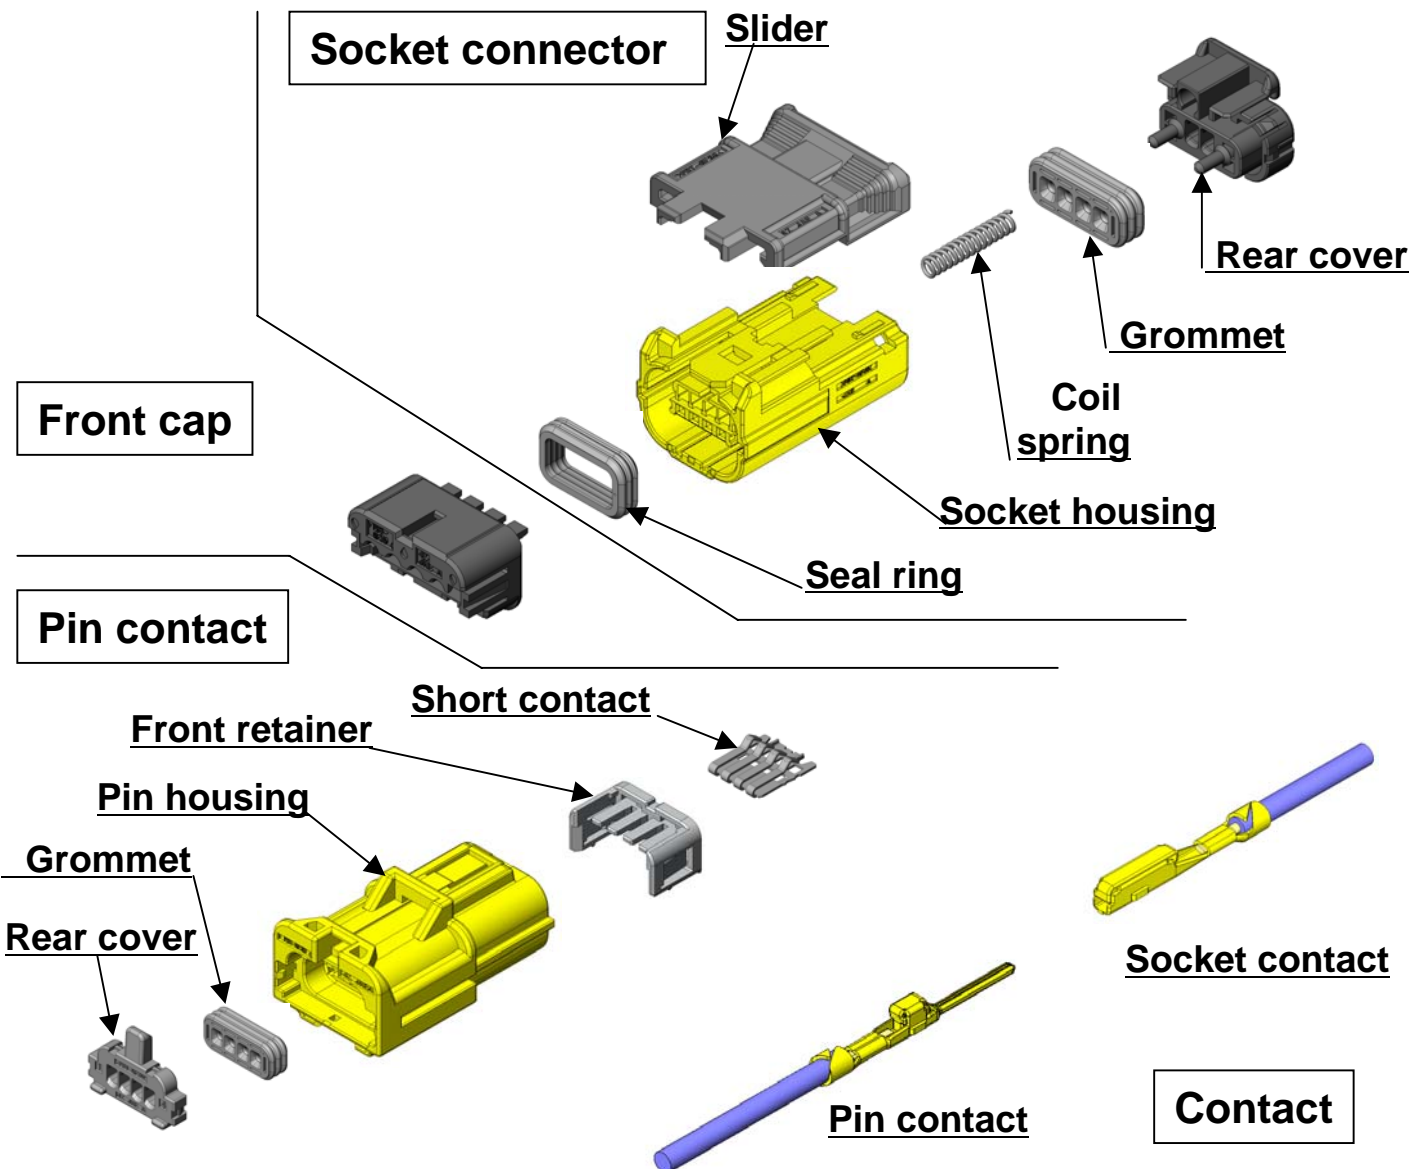 Socket connector
Slider
Rear cover
Grommet
Coil
spring
Socket housing
Seal ring
Front cap
Pin contact
Short contact
Front retainer
Pin housing
Grommet
Rear cover
Socket contact
Pin contact
Contact